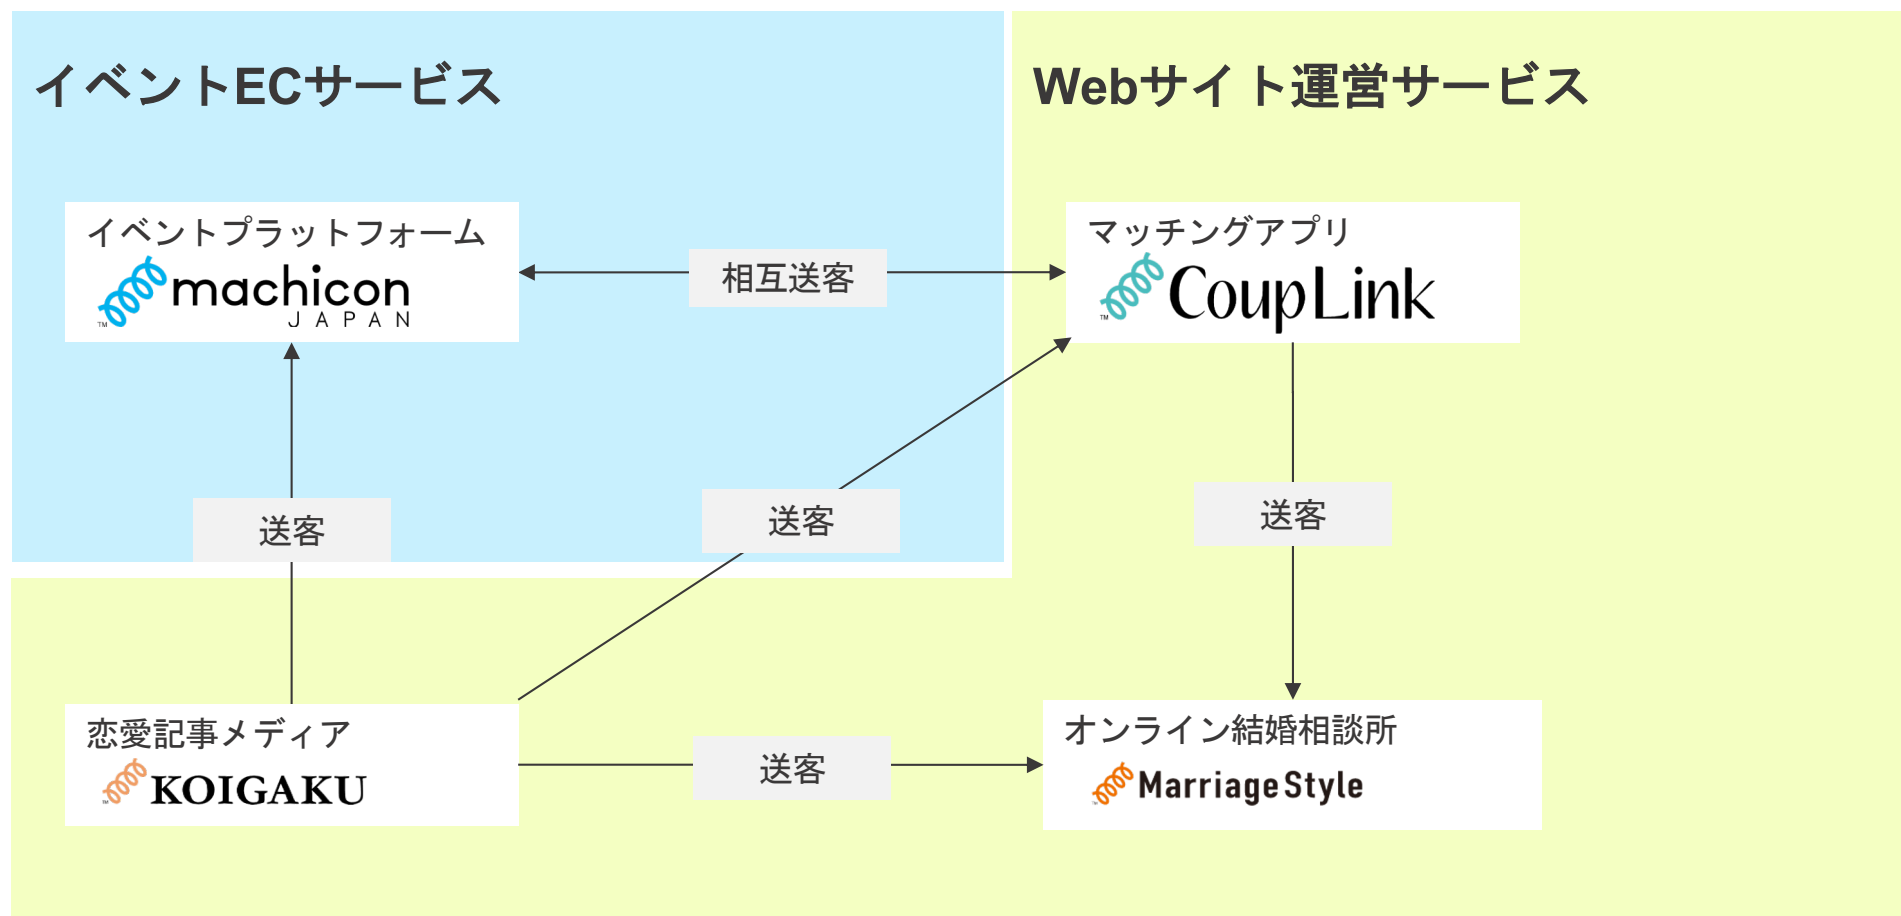 イベントECサービス
Webサイト運営サービス
イベントプラットフォーム
machicon
JAPAN
TM
相互送客
マッチングアプリ
CoupLink
TM
送客
送客
送客
恋愛記事メディア
KOIGAKU
TM
送客
オンライン結婚相談所
MarriageStyle
TM